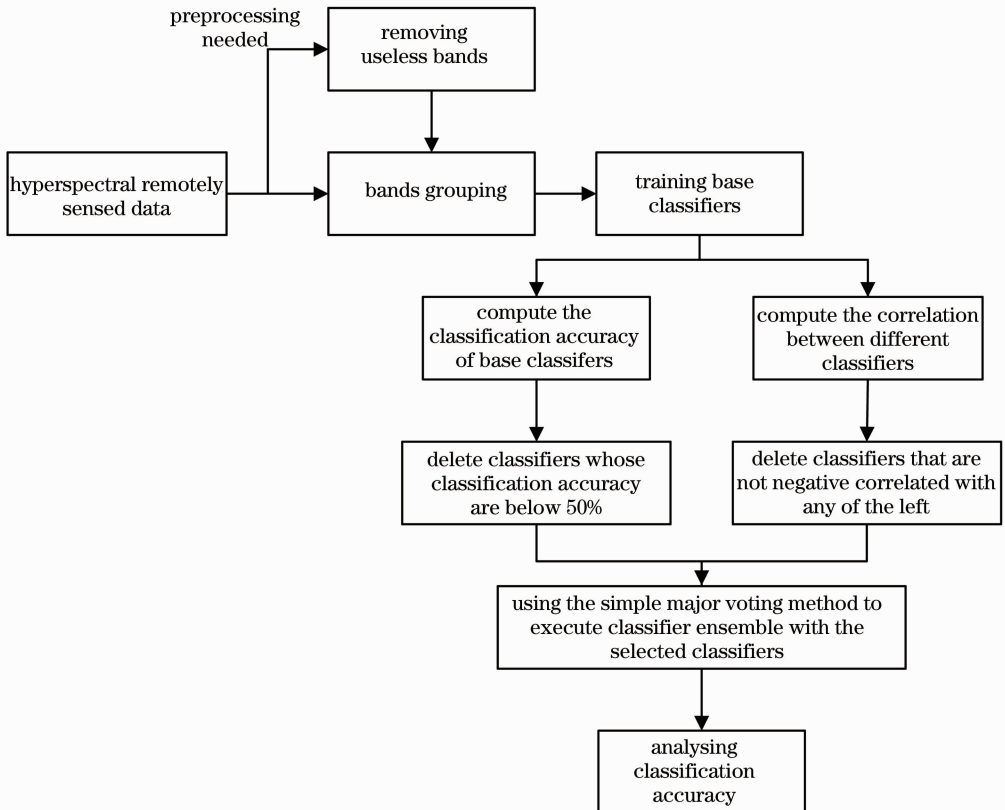 preprocessing
needed
removing
useless bands
hyperspectral remotely
sensed data
bands grouping
training base
classifiers
compute the
classification accuracy
of base classifers
compute the correlation
between different
classifiers
delete classifiers whose
classification accuracy
are below 50%
delete classifiers that are
not negative correlated with
any of the left
using the simple major voting method to
execute classifier ensemble with the
selected classifiers
analysing
classification
accuracy